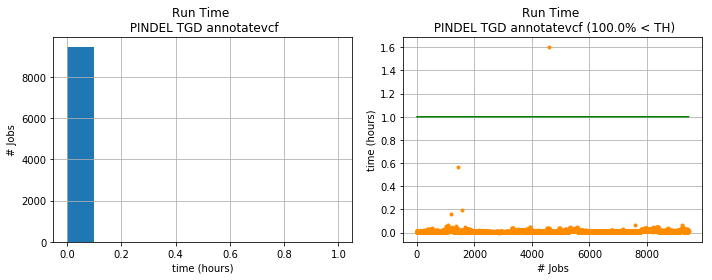 Run Time
PINDEL TGD annotatevcf
# Jobs
8000
6000
4000
2000
0
0.0 0.2 0.4 0.6 0.8 1.0
time (hours)
Run Time
PINDEL TGD annotatevcf (100.0% < TH)
time (hours)
1.6
1.4
1.2
1.0
0.8
0.6
0.4
0.2
0.0
0 2000 4000 6000 8000
# Jobs